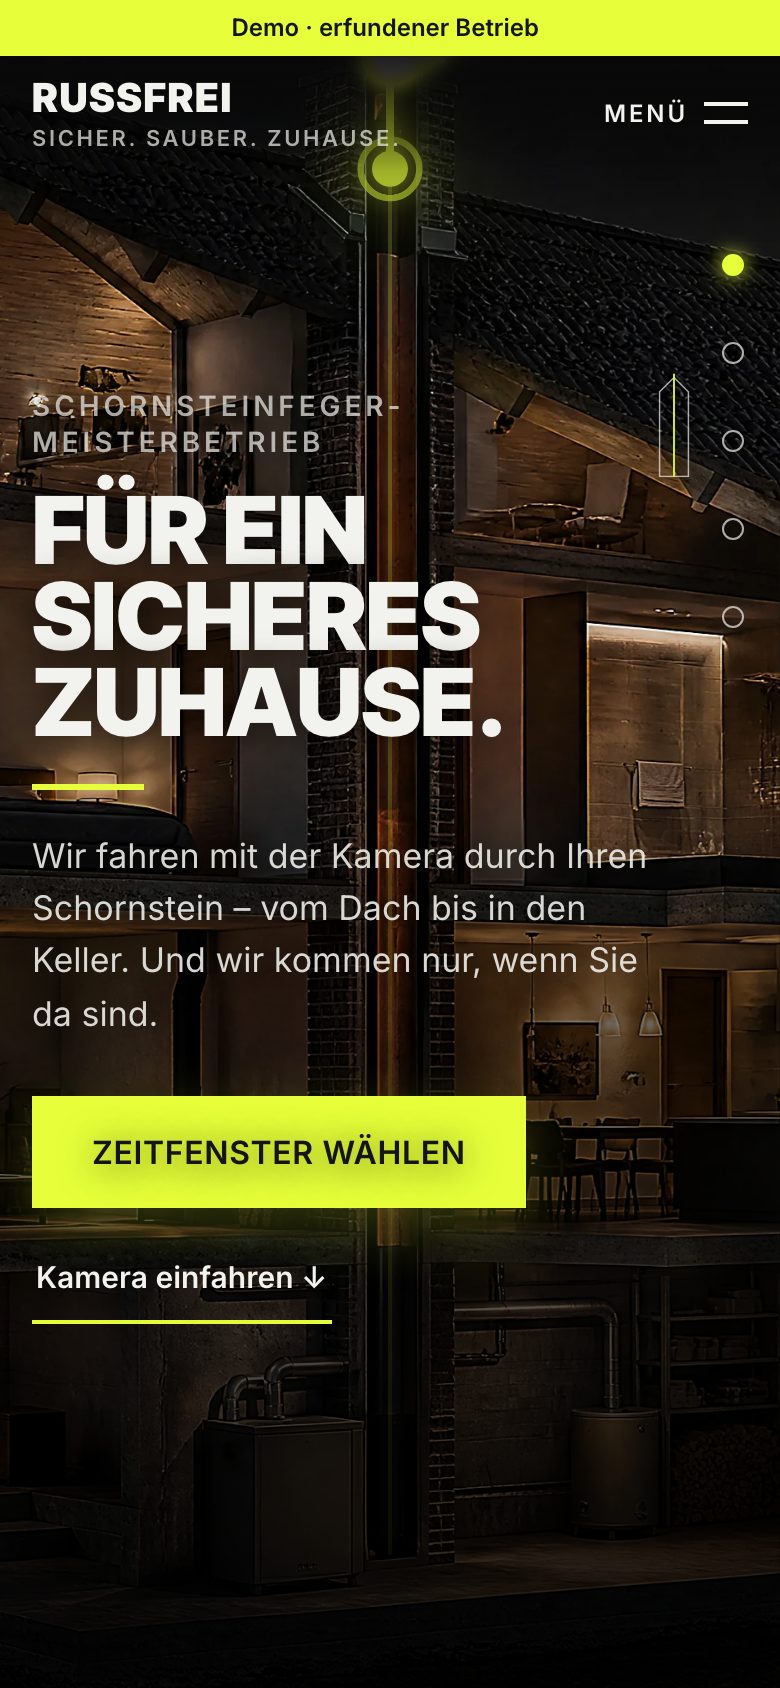 Demo · erfundener Betrieb
RUSSFREI
SICHER. SAUBER. ZUHAUSE.
MENÜ
SCHORNSTEINFEGER-
MEISTERBETRIEB
FÜR EIN
SICHERES
ZUHAUSE.
Wir fahren mit der Kamera durch Ihren
Schornstein – vom Dach bis in den
Keller. Und wir kommen nur, wenn Sie
da sind.
ZEITFENSTER WÄHLEN
Kamera einfahren ↓